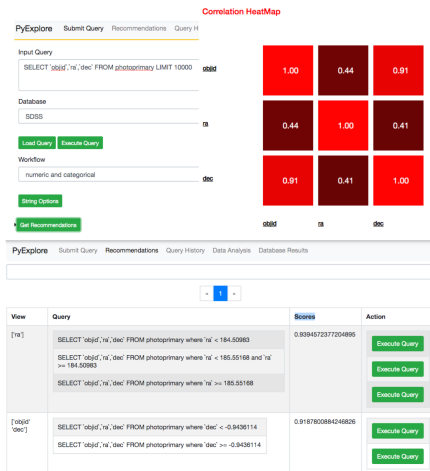 Correlation HeatMap
PyExplore Submit Query Recommendations Query H
Input Query
SELECT `objid`,`ra`,`dec` FROM photoprimary LIMIT 10000
Database
SDSS
Load Query Execute Query
Workflow
numeric and categorical
String Options
Get Recommendations
objid 1.00 0.44 0.91
ra 0.44 1.00 0.41
dec 0.91 0.41 1.00
objid ra dec
PyExplore Submit Query Recommendations Query History Data Analysis Database Results
« 1 »
View Query Scores Action
['ra'] SELECT `objid`,`ra`,`dec` FROM photoprimary where `ra` < 184.50983 0.9394572377204895 Execute Query
SELECT `objid`,`ra`,`dec` FROM photoprimary where `ra` < 185.55168 and `ra`
>= 184.50983 Execute Query
SELECT `objid`,`ra`,`dec` FROM photoprimary where `ra` >= 185.55168 Execute Query
['objid' SELECT `objid`,`ra`,`dec` FROM photoprimary where `dec` < -0.9436114 0.9187800884246826 Execute Query
'dec'] SELECT `objid`,`ra`,`dec` FROM photoprimary where `dec` >= -0.9436114 Execute Query